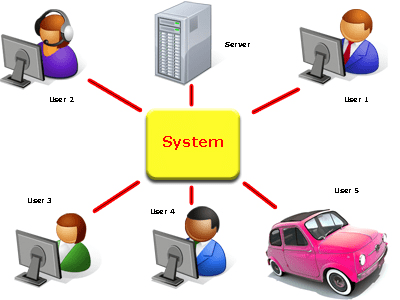 Server
User 2
User 1
System
User 3
User 4
User 5